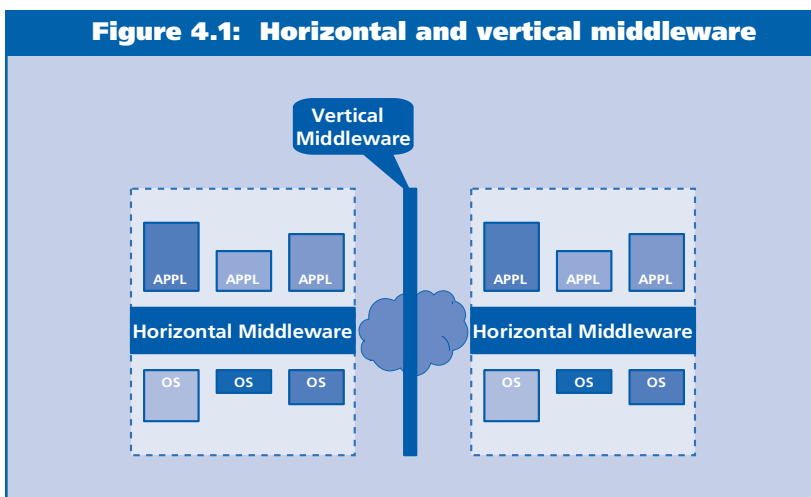 Figure 4.1: Horizontal and vertical middleware
Vertical
Middleware
APPL APPL APPL
APPL APPL APPL
Horizontal Middleware
Horizontal Middleware
OS OS OS
OS OS OS